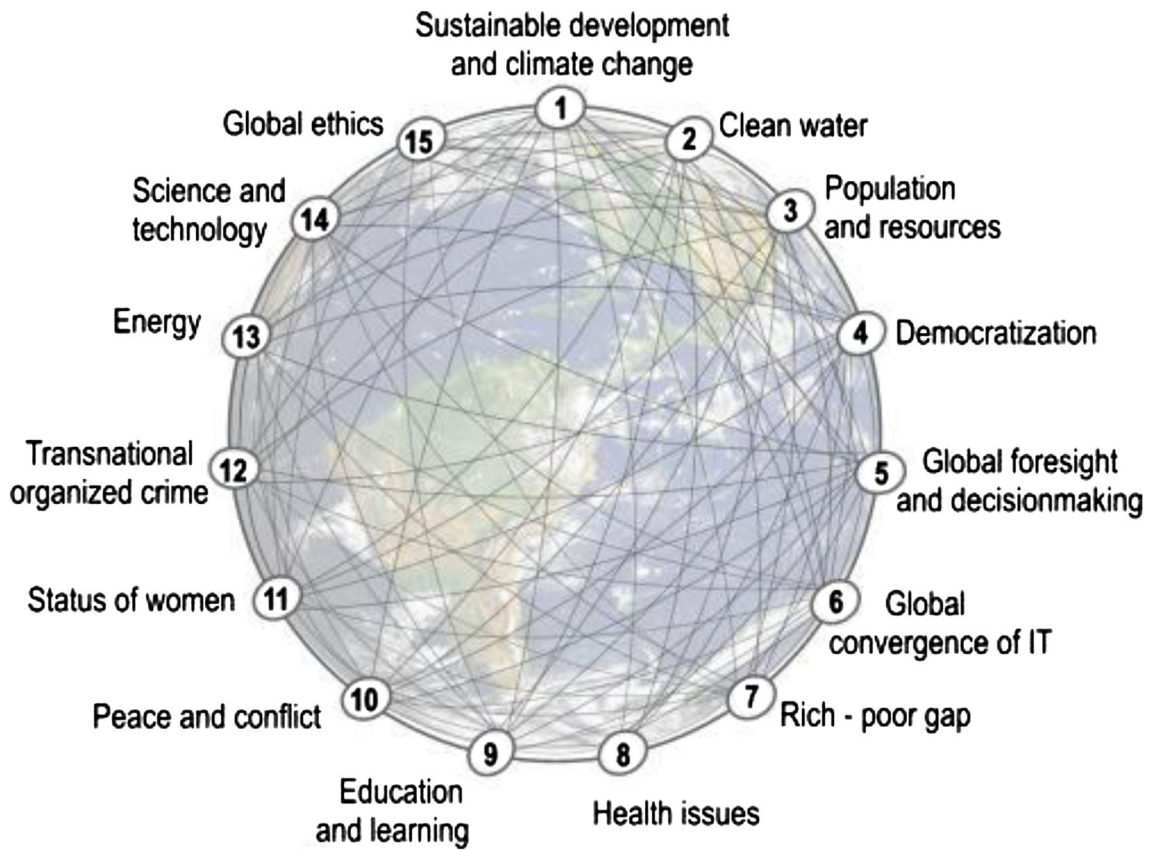 Sustainable development
and climate change
1
2
Clean water
3
Population
and resources
4
Democratization
5
Global foresight
and decisionmaking
6
Global
convergence of IT
7
Rich - poor gap
8
Health issues
9
Education
and learning
10
Peace and conflict
11
Status of women
12
Transnational
organized crime
13
Energy
14
Science and
technology
15
Global ethics